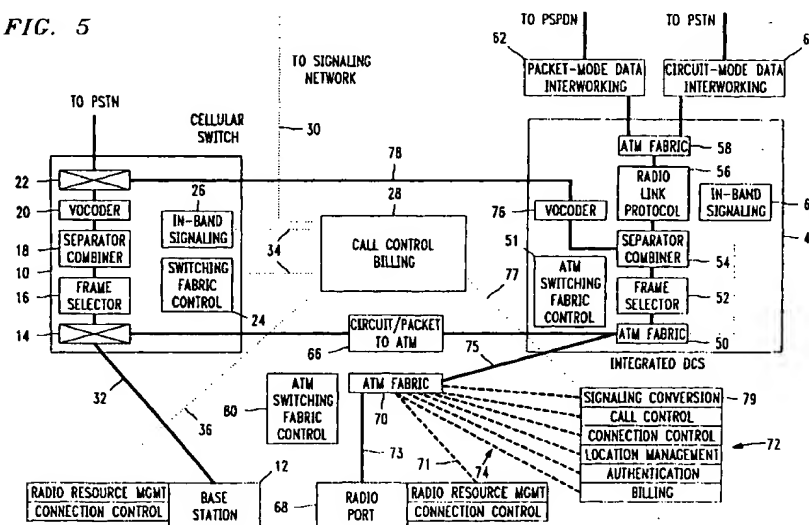 FIG. 5
TO PSPDN
TO PSTN
62
TO SIGNALING
NETWORK
PACKET-MODE DATA
INTERWORKING
CIRCUIT-MODE DATA
INTERWORKING
TO PSTN
CELLULAR
SWITCH
30
ATM FABRIC
58
78
56
22
26
28
RADIO
LINK
PROTOCOL
20
VOCODER
IN-BAND
SIGNALING
76
VOCODER
IN-BAND
SIGNALING
34
CALL CONTROL
BILLING
51
18
SEPARATOR
COMBINER
SEPARATOR
COMBINER
54
10
SWITCHING
FABRIC
CONTROL
ATM
SWITCHING
FABRIC
CONTROL
77
16
FRAME
SELECTOR
24
FRAME
SELECTOR
52
14
CIRCUIT/PACKET
TO ATM
ATM FABRIC
50
66
75
INTEGRATED DCS
32
80
ATM
SWITCHING
FABRIC
CONTROL
ATM FABRIC
70
SIGNALING CONVERSION
79
CALL CONTROL
36
CONNECTION CONTROL
72
LOCATION MANAGEMENT
12
73
71
74
AUTHENTICATION
BILLING
RADIO RESOURCE MGMT
CONNECTION CONTROL
BASE
STATION
68
RADIO
PORT
RADIO RESOURCE MGMT
CONNECTION CONTROL